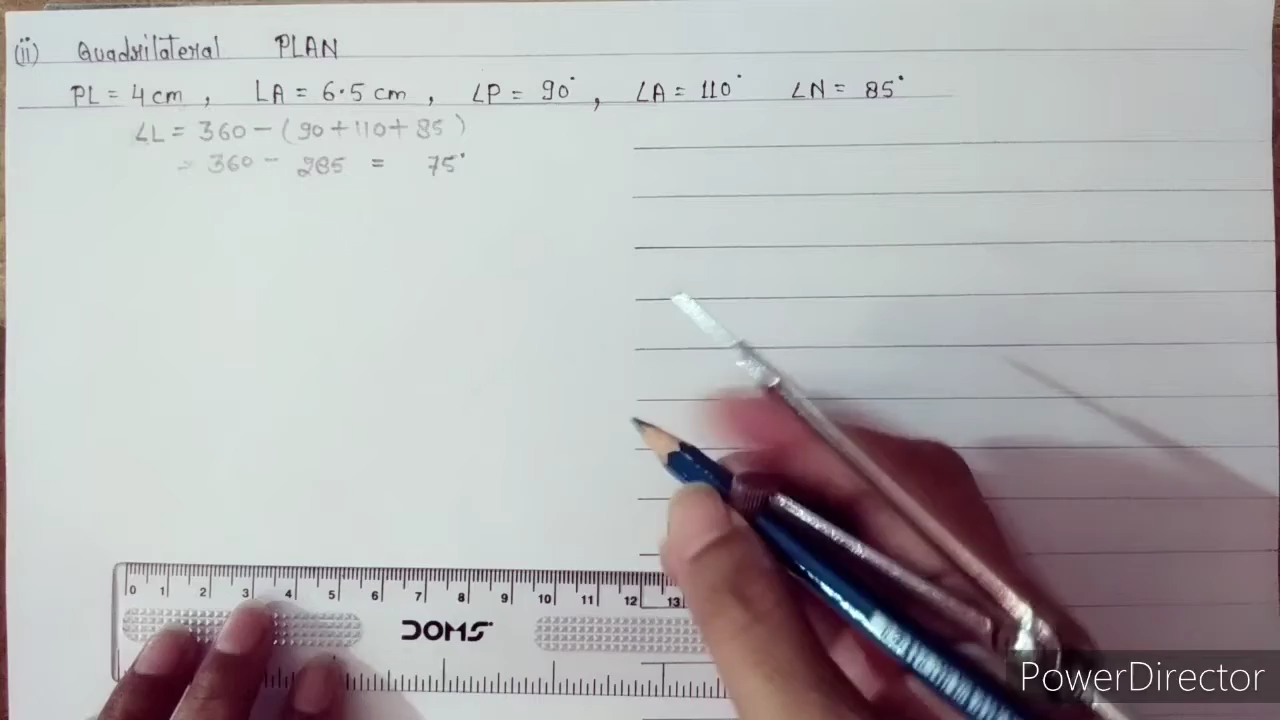 (ii) Quadrilateral PLAN
PL = 4 cm , LA = 6.5 cm , ∠P = 90° , ∠A = 110° ∠N = 85°
∠L = 360 - (90 + 110 + 85)
= 360 - 285 = 75°
0 1 2 3 4 5 6 7 8 9 10 11 12 13
DOMS
PowerDirector